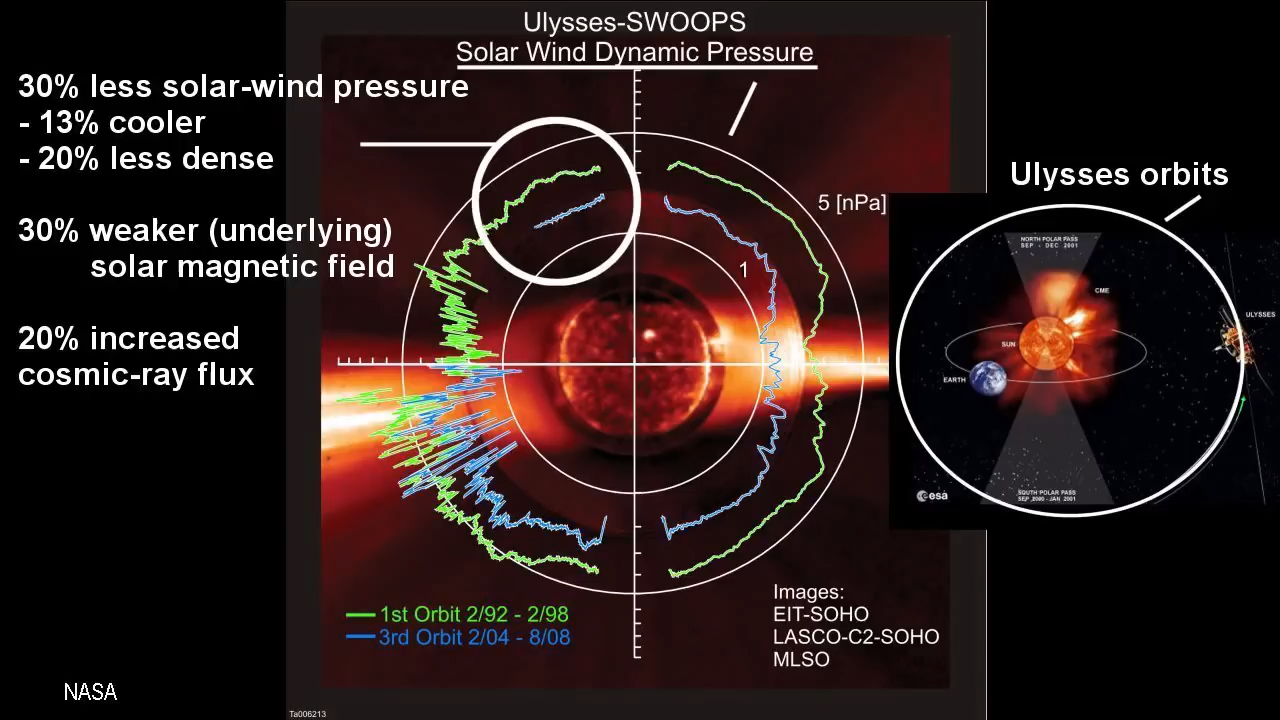 Ulysses-SWOOPS
Solar Wind Dynamic Pressure
30% less solar-wind pressure
- 13% cooler
- 20% less dense
30% weaker (underlying)
solar magnetic field
20% increased
cosmic-ray flux
5 [nPa]
1
Ulysses orbits
NORTH POLAR PASS
SEP - DEC 2001
CME
ULYSSES
SUN
EARTH
esa
SOUTH POLAR PASS
SEP 2000 - JAN 2001
1st Orbit 2/92 - 2/98
3rd Orbit 2/04 - 8/08
Images:
EIT-SOHO
LASCO-C2-SOHO
MLSO
NASA
Ta006213